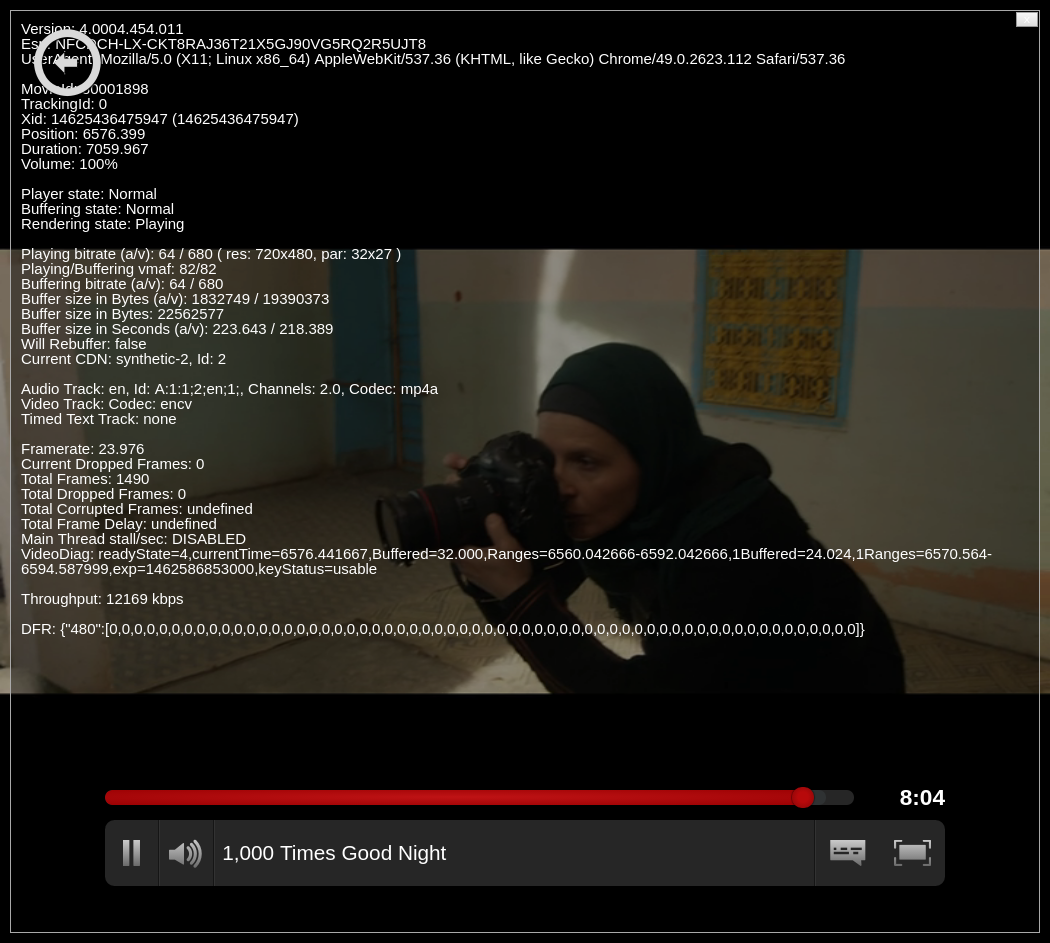 Version: 4.0004.454.011
Esn: NFCDCH-LX-CKT8RAJ36T21X5GJ90VG5RQ2R5UJT8
UserAgent: Mozilla/5.0 (X11; Linux x86_64) AppleWebKit/537.36 (KHTML, like Gecko) Chrome/49.0.2623.112 Safari/537.36
MovieId: 80001898
TrackingId: 0
Xid: 14625436475947 (14625436475947)
Position: 6576.399
Duration: 7059.967
Volume: 100%
Player state: Normal
Buffering state: Normal
Rendering state: Playing
Playing bitrate (a/v): 64 / 680 ( res: 720x480, par: 32x27 )
Playing/Buffering vmaf: 82/82
Buffering bitrate (a/v): 64 / 680
Buffer size in Bytes (a/v): 1832749 / 19390373
Buffer size in Bytes: 22562577
Buffer size in Seconds (a/v): 223.643 / 218.389
Will Rebuffer: false
Current CDN: synthetic-2, Id: 2
Audio Track: en, Id: A:1:1;2;en;1;, Channels: 2.0, Codec: mp4a
Video Track: Codec: encv
Timed Text Track: none
Framerate: 23.976
Current Dropped Frames: 0
Total Frames: 1490
Total Dropped Frames: 0
Total Corrupted Frames: undefined
Total Frame Delay: undefined
Main Thread stall/sec: DISABLED
VideoDiag: readyState=4,currentTime=6576.441667,Buffered=32.000,Ranges=6560.042666-6592.042666,1Buffered=24.024,1Ranges=6570.564-
6594.587999,exp=1462586853000,keyStatus=usable
Throughput: 12169 kbps
DFR: {"480":[0,0,0,0,0,0,0,0,0,0,0,0,0,0,0,0,0,0,0,0,0,0,0,0,0,0,0,0,0,0,0,0,0,0,0,0,0,0,0,0,0,0,0,0,0,0,0,0,0,0,0,0,0,0,0,0,0,0,0,0]}
8:04
1,000 Times Good Night